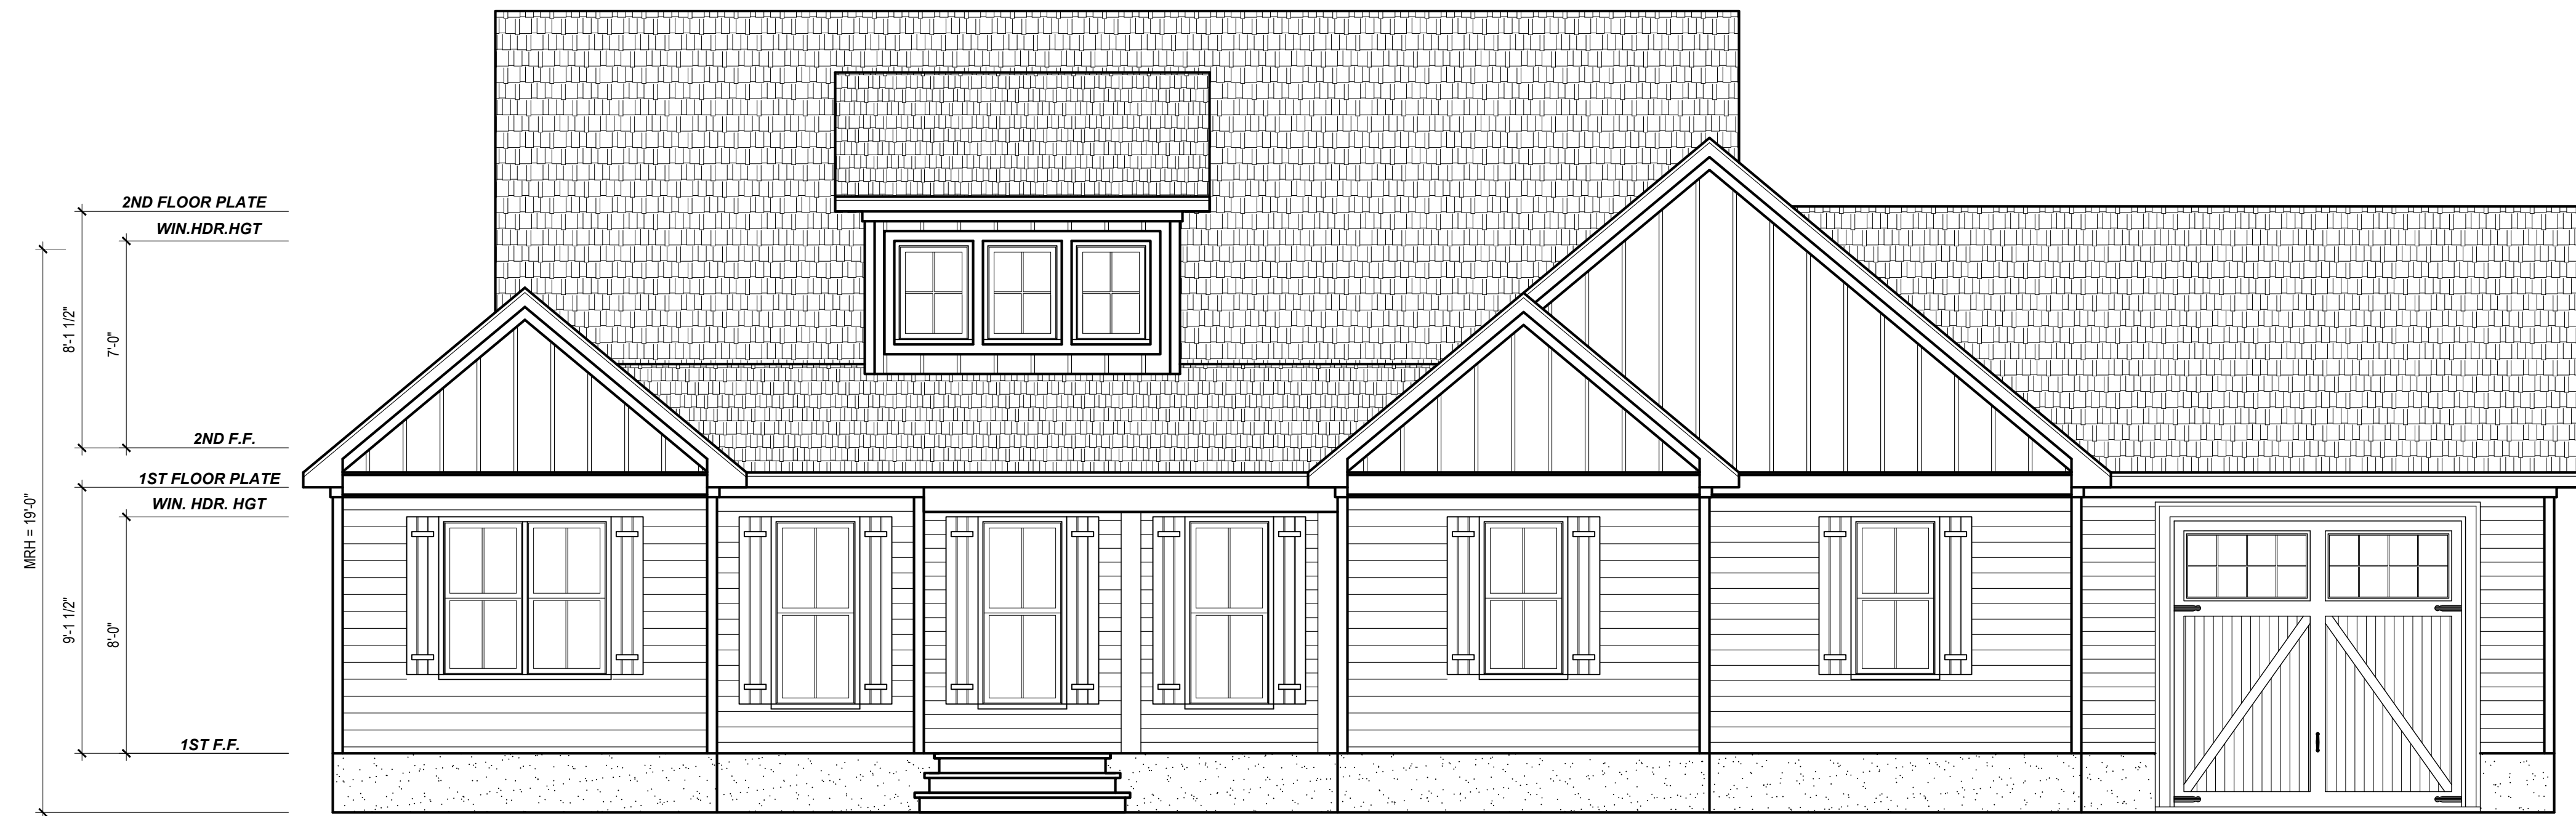 2ND FLOOR PLATE
WIN.HDR.HGT
8'-1 1/2"
7'-0"
2ND F.F.
1ST FLOOR PLATE
WIN. HDR. HGT
MRH = 19'-0"
9'-1 1/2"
8'-0"
1ST F.F.